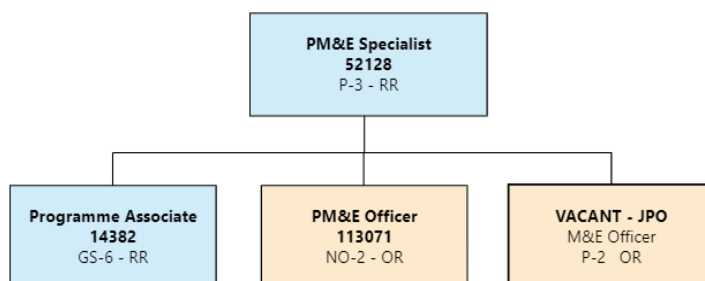 PM&E Specialist
52128
P-3 - RR
Programme Associate
14382
GS-6 - RR
PM&E Officer
113071
NO-2 - OR
VACANT - JPO
M&E Officer
P-2 OR